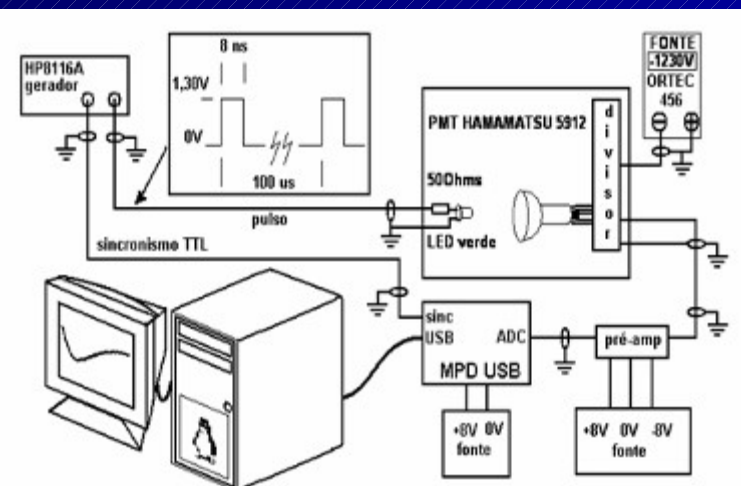 HP8116A
gerador
8 ns
1,30V
0V
100 us
pulso
sincronismo TTL
PMT HAMAMATSU 5912
50Ohms
LED verde
divisor
FONTE
-1230V
ORTEC
456
sinc
USB
ADC
MPD USB
pré-amp
+8V 0V
fonte
+8V 0V -8V
fonte